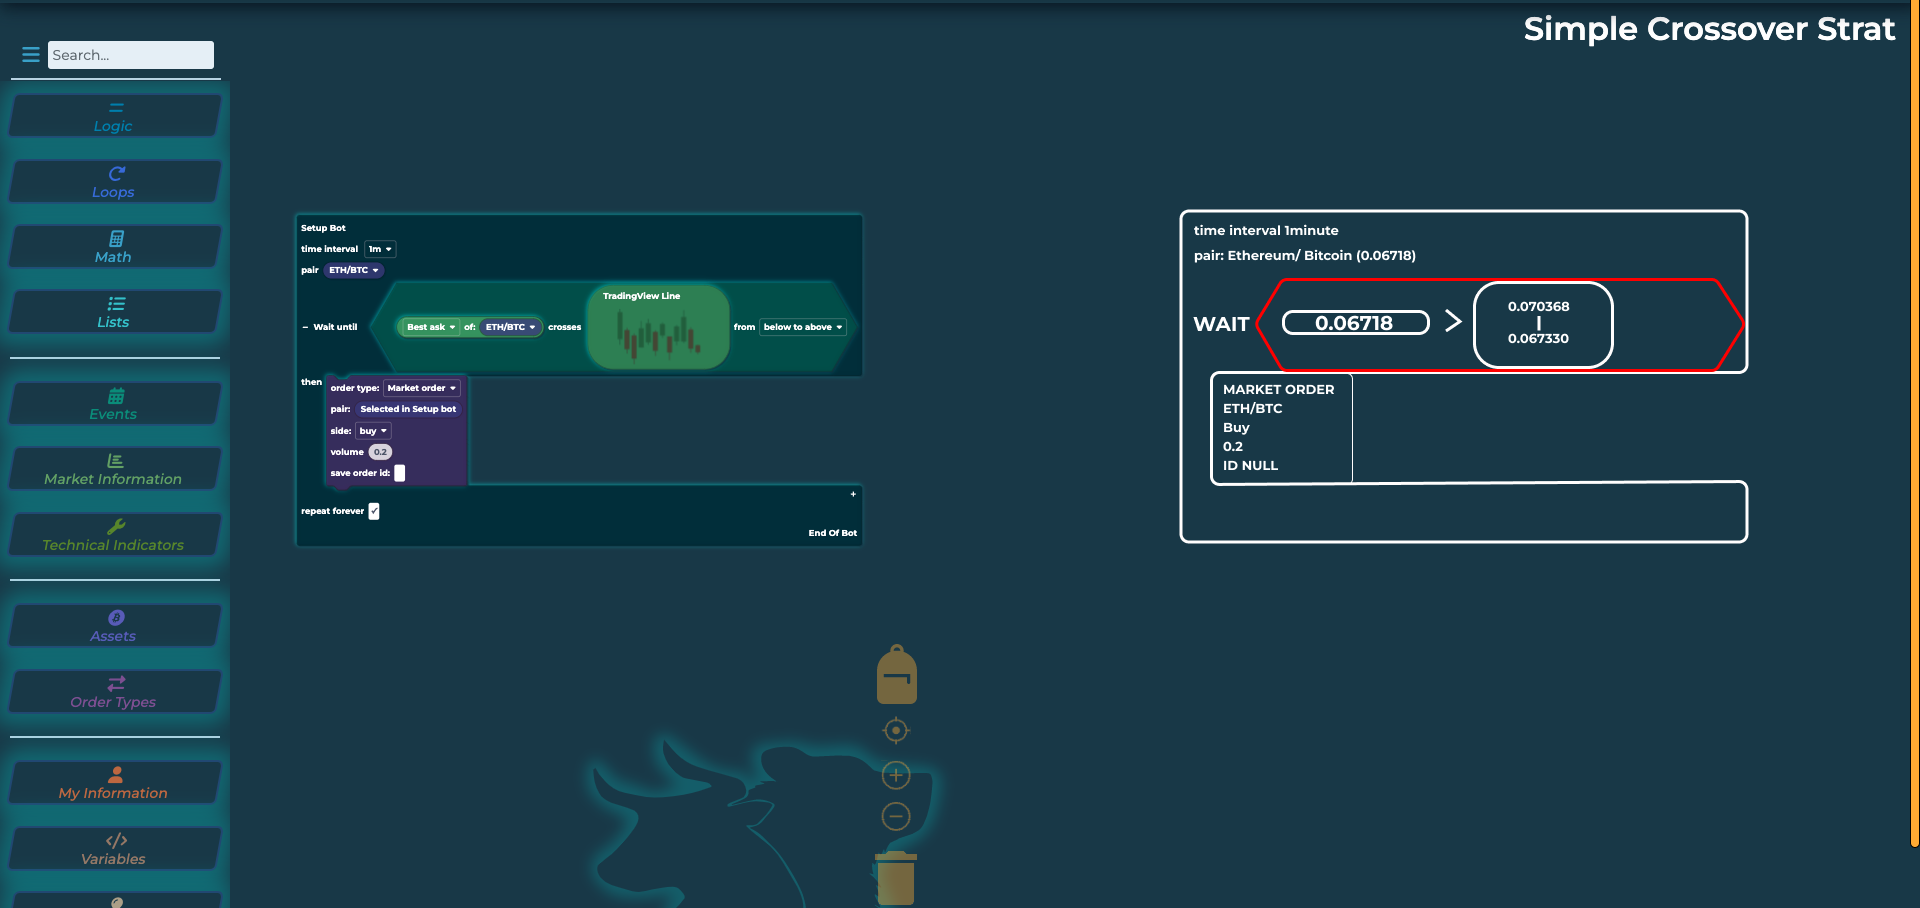 Simple Crossover Strat
Search...
Logic
Loops
Math
Lists
Events
Market Information
Technical Indicators
Assets
Order Types
My Information
Variables
Setup Bot
time interval 1m
pair ETH/BTC
TradingView Line
– Wait until Best ask of: ETH/BTC crosses from below to above
then
order type: Market order
pair: Selected in Setup bot
side: buy
volume 0.2
save order id:
+
repeat forever ✓
End Of Bot
time interval 1minute
pair: Ethereum/ Bitcoin (0.06718)
0.070368
WAIT 0.06718 > |
0.067330
MARKET ORDER
ETH/BTC
Buy
0.2
ID NULL